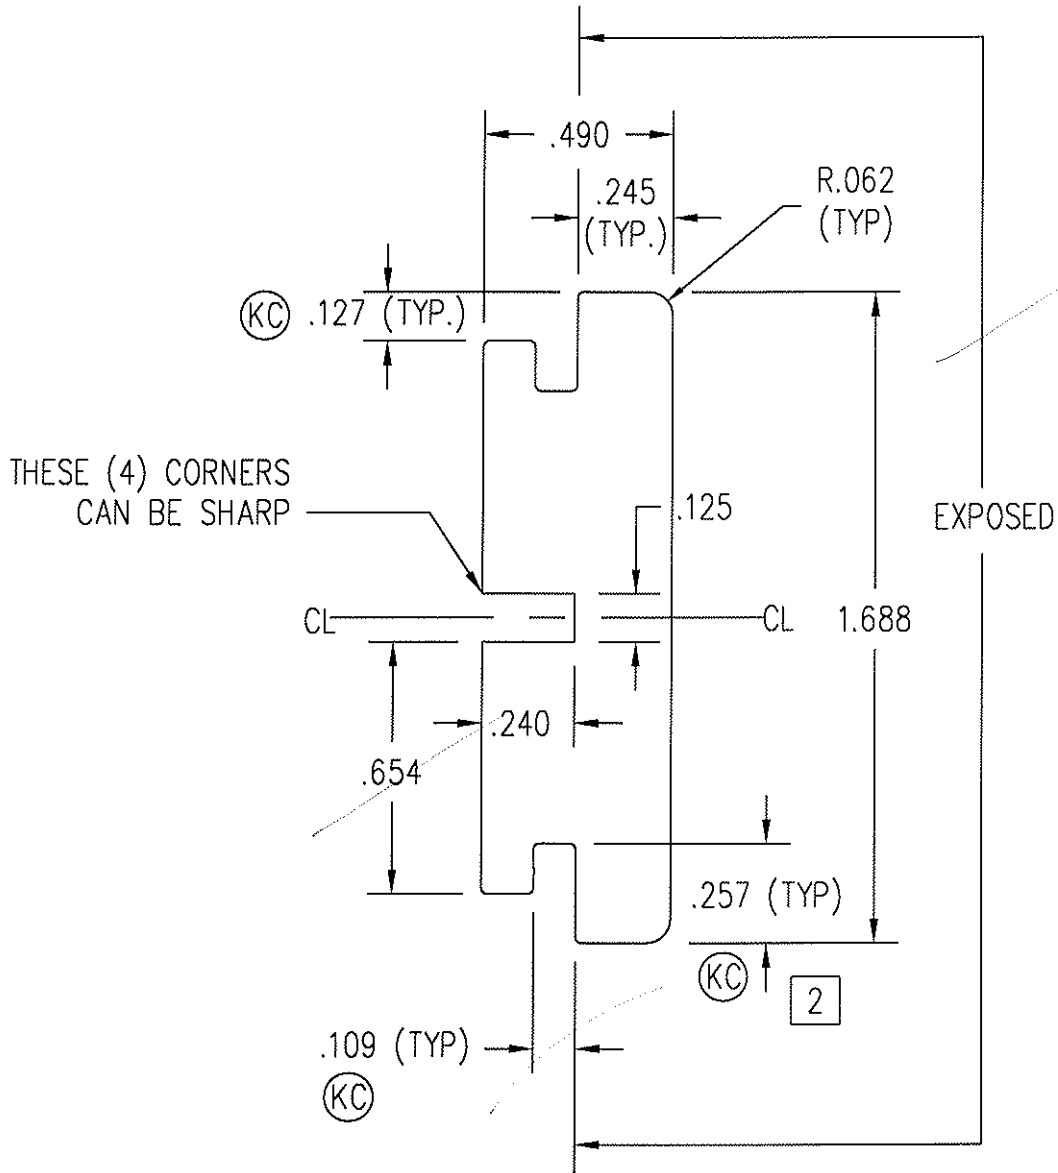 .490
.245
(TYP.)
R.062
(TYP)
KC .127 (TYP.)
THESE (4) CORNERS
CAN BE SHARP
.125
EXPOSED
CL
CL
1.688
.240
.654
.257 (TYP)
KC
2
.109 (TYP)
KC